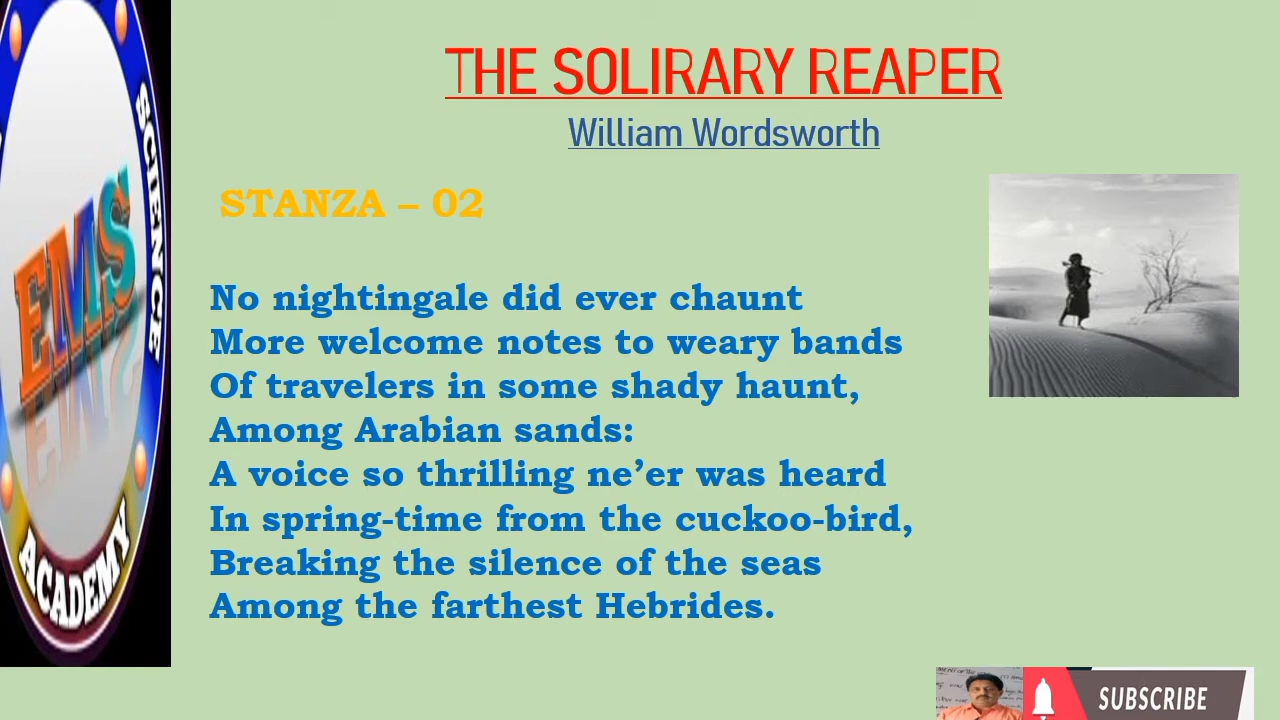 THE SOLIRARY REAPER
William Wordsworth
STANZA – 02
No nightingale did ever chaunt
More welcome notes to weary bands
Of travelers in some shady haunt,
Among Arabian sands:
A voice so thrilling ne’er was heard
In spring-time from the cuckoo-bird,
Breaking the silence of the seas
Among the farthest Hebrides.
EMS
SCIENCE
ACADEMY
SUBSCRIBE